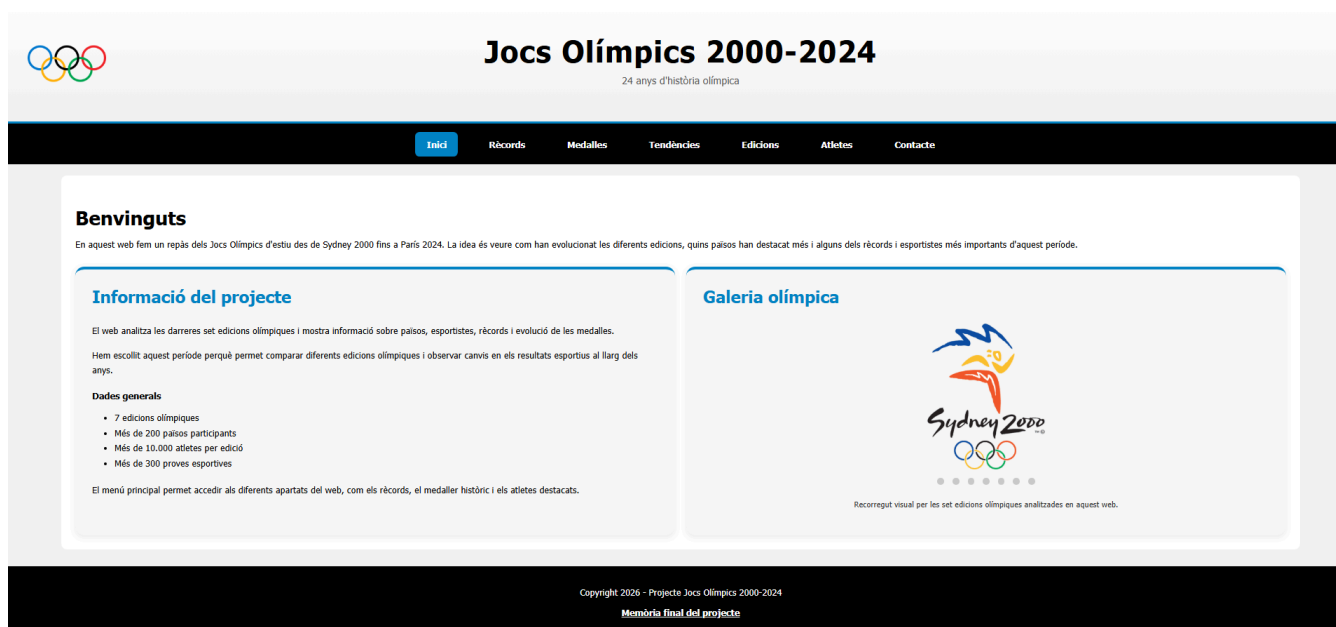 Jocs Olímpics 2000-2024
24 anys d'història olímpica
Inici Rècords Medalles Tendències Edicions Atletes Contacte
Benvinguts
En aquest web fem un repàs dels Jocs Olímpics d'estiu des de Sydney 2000 fins a París 2024. La idea és veure com han evolucionat les diferents edicions, quins països han destacat més i alguns dels rècords i esportistes més importants d'aquest període.
Informació del projecte
El web analitza les darreres set edicions olímpiques i mostra informació sobre països, esportistes, rècords i evolució de les medalles.
Hem escollit aquest període perquè permet comparar diferents edicions olímpiques i observar canvis en els resultats esportius al llarg dels
anys.
Dades generals
• 7 edicions olímpiques
• Més de 200 països participants
• Més de 10.000 atletes per edició
• Més de 300 proves esportives
El menú principal permet accedir als diferents apartats del web, com els rècords, el medaller històric i els atletes destacats.
Galeria olímpica
Sydney 2000
Recorregut visual per les set edicions olímpiques analitzades en aquest web.
Copyright 2026 - Projecte Jocs Olímpics 2000-2024
Memòria final del projecte